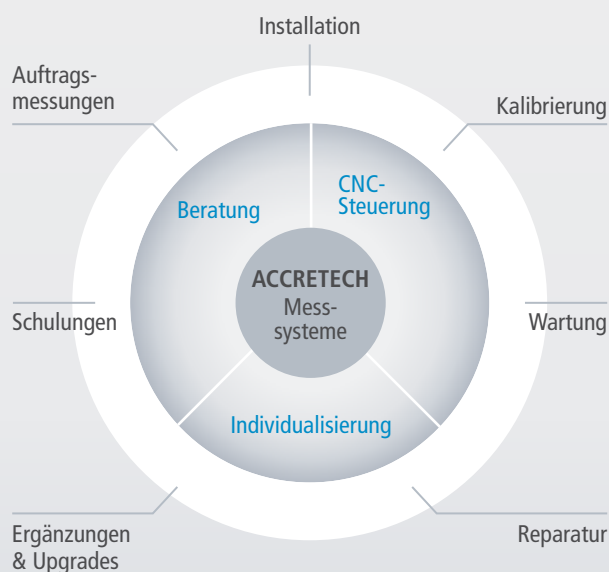 Installation
Auftrags-
messungen
Kalibrierung
Beratung
CNC-
Steuerung
ACCRETECH
Mess-
systeme
Schulungen
Wartung
Individualisierung
Ergänzungen
& Upgrades
Reparatur